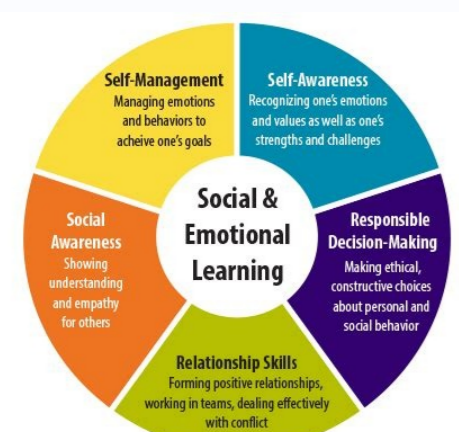 Self-Management
Managing emotions
and behaviors to
acheive one's goals
Self-Awareness
Recognizing one's emotions
and values as well as one's
strengths and challenges
Social &
Emotional
Learning
Social
Awareness
Showing
understanding
and empathy
for others
Responsible
Decision-Making
Making ethical,
constructive choices
about personal and
social behavior
Relationship Skills
Forming positive relationships,
working in teams, dealing effectively
with conflict